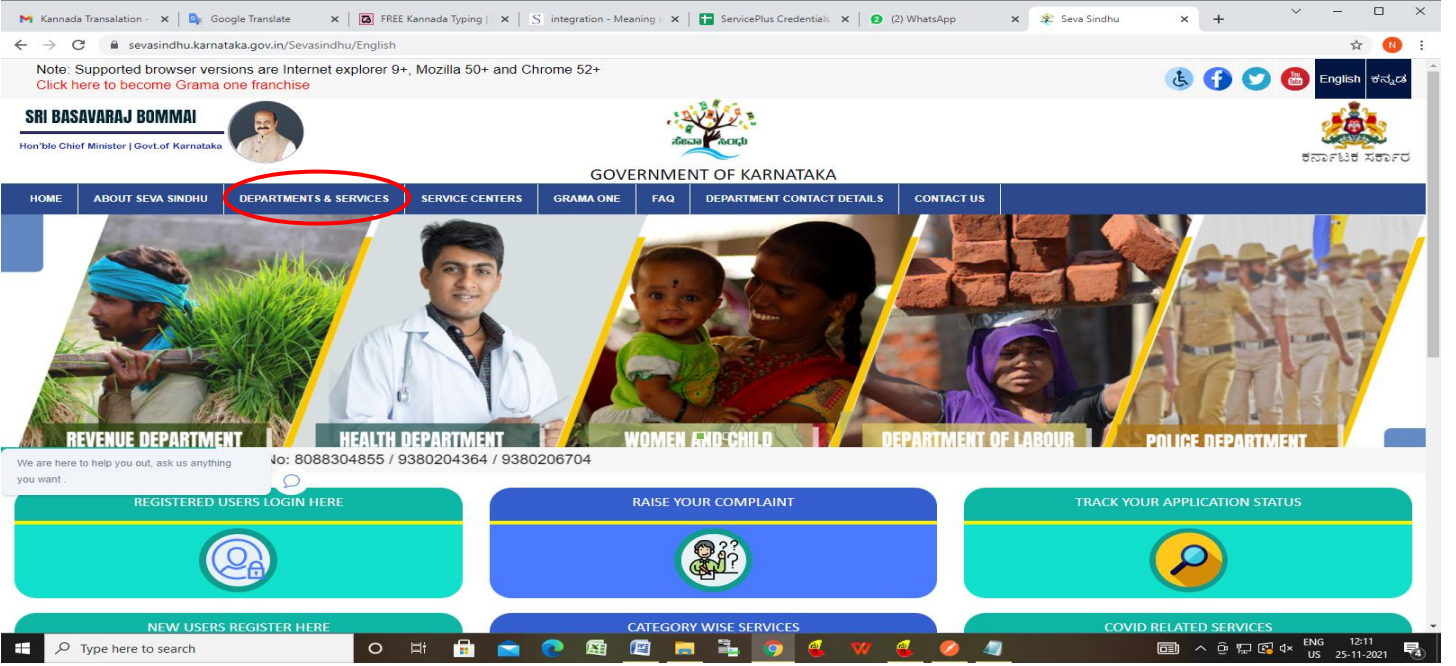 Kannada Transalation -
Google Translate
FREE Kannada Typing |
integration - Meaning i
ServicePlus Credentials
(2) WhatsApp
Seva Sindhu
sevasindhu.karnataka.gov.in/Sevasindhu/English
N
Note: Supported browser versions are Internet explorer 9+, Mozilla 50+ and Chrome 52+
Click here to become Grama one franchise
You Tube
English
ಕನ್ನಡ
SRI BASAVARAJ BOMMAI
Hon'ble Chief Minister | Govt.of Karnataka
ಸೇವಾ ಸಿಂಧು
GOVERNMENT OF KARNATAKA
ಕರ್ನಾಟಕ ಸರ್ಕಾರ
HOME ABOUT SEVA SINDHU DEPARTMENTS & SERVICES SERVICE CENTERS GRAMA ONE FAQ DEPARTMENT CONTACT DETAILS CONTACT US
REVENUE DEPARTMENT HEALTH DEPARTMENT WOMEN AND CHILD DEPARTMENT OF LABOUR POLICE DEPARTMENT
No: 8088304855 / 9380204364 / 9380206704
We are here to help you out, ask us anything
you want .
REGISTERED USERS LOGIN HERE RAISE YOUR COMPLAINT TRACK YOUR APPLICATION STATUS
NEW USERS REGISTER HERE CATEGORY WISE SERVICES COVID RELATED SERVICES
Type here to search
ENG
US
12:11
25-11-2021
4